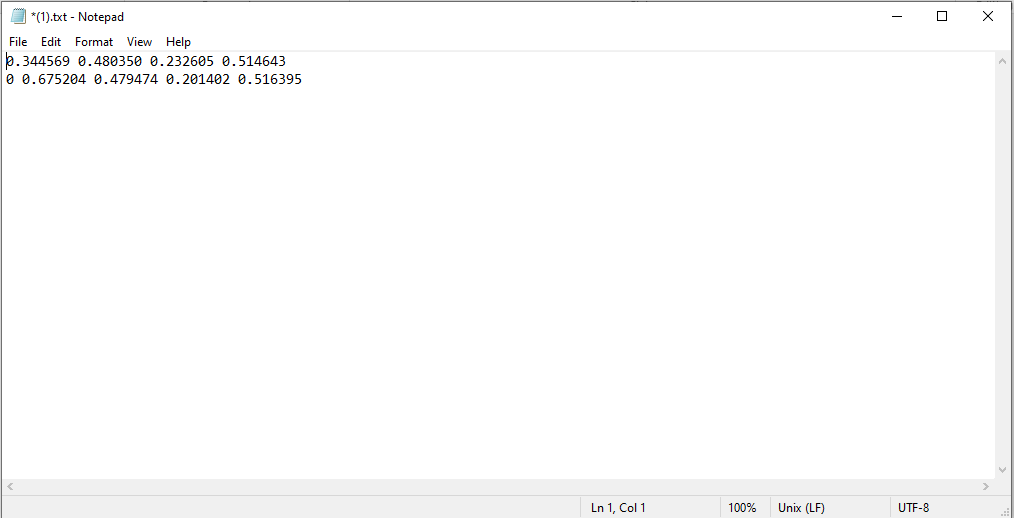 *(1).txt - Notepad
File Edit Format View Help
0.344569 0.480350 0.232605 0.514643
0 0.675204 0.479474 0.201402 0.516395
Ln 1, Col 1 100% Unix (LF) UTF-8